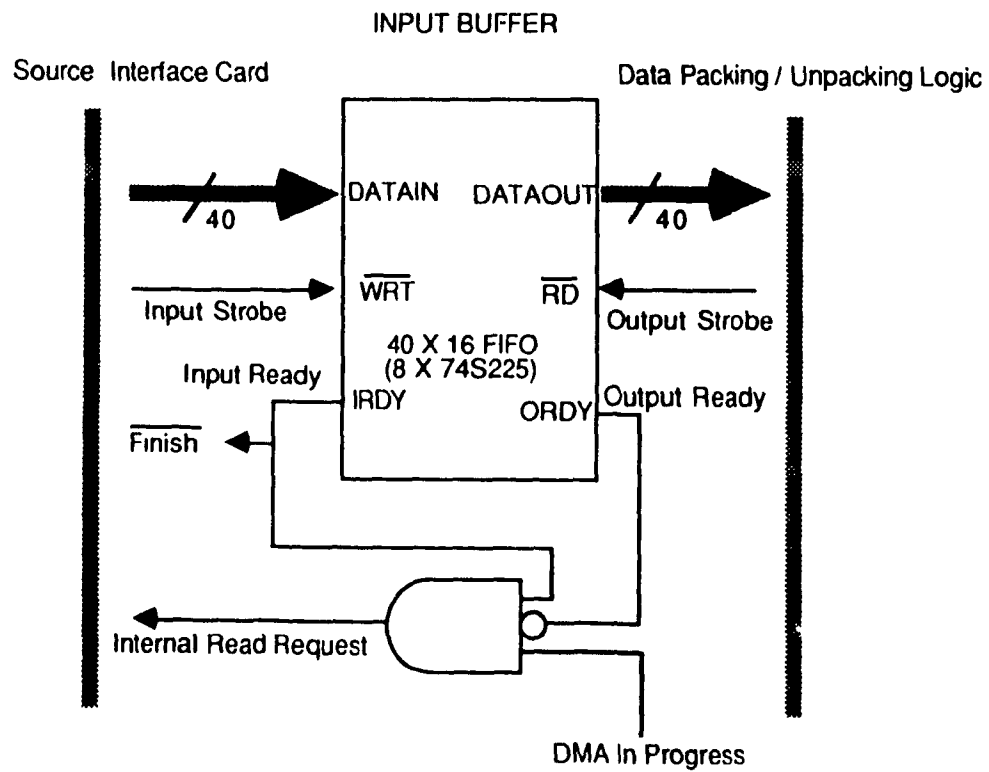 INPUT BUFFER
Source Interface Card
Data Packing / Unpacking Logic
DATAIN
DATAOUT
40
40
WRT
RD
Input Strobe
Output Strobe
40 X 16 FIFO
(8 X 74S225)
Input Ready
IRDY
Output Ready
ORDY
Finish
Internal Read Request
DMA In Progress